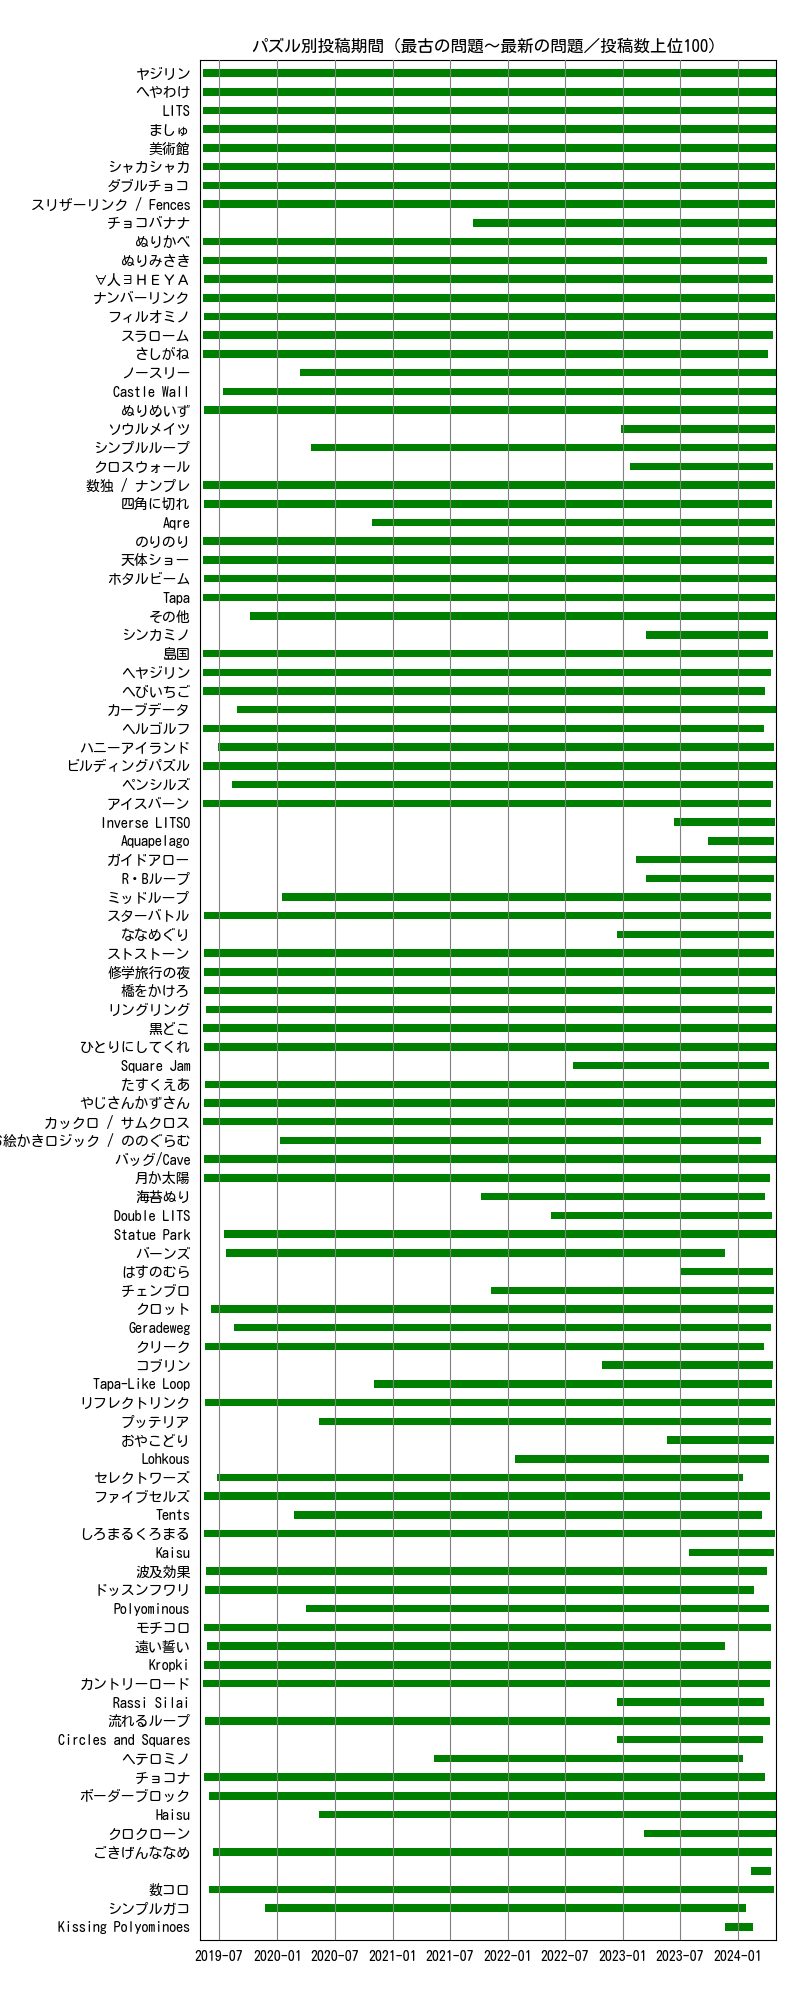 パズル別投稿期間（最古の問題～最新の問題／投稿数上位100）
ヤジリン
へやわけ
LITS
ましゅ
美術館
シャカシャカ
ダブルチョコ
スリザーリンク / Fences
チョコバナナ
ぬりかべ
ぬりみさき
∀人∃ＨＥＹＡ
ナンバーリンク
フィルオミノ
スラローム
さしがね
ノースリー
Castle Wall
ぬりめいず
ソウルメイツ
シンプルループ
クロスウォール
数独 / ナンプレ
四角に切れ
Aqre
のりのり
天体ショー
ホタルビーム
Tapa
その他
シンカミノ
島国
ヘヤジリン
へびいちご
カーブデータ
ヘルゴルフ
ハニーアイランド
ビルディングパズル
ペンシルズ
アイスバーン
Inverse LITSO
Aquapelago
ガイドアロー
R・Bループ
ミッドループ
スターバトル
ななめぐり
ストストーン
修学旅行の夜
橋をかけろ
リングリング
黒どこ
ひとりにしてくれ
Square Jam
たすくえあ
やじさんかずさん
カックロ / サムクロス
絵かきロジック / ののぐらむ
バッグ/Cave
月か太陽
海苔ぬり
Double LITS
Statue Park
バーンズ
はすのむら
チェンブロ
クロット
Geradeweg
クリーク
コブリン
Tapa-Like Loop
リフレクトリンク
プッテリア
おやこどり
Lohkous
セレクトワーズ
ファイブセルズ
Tents
しろまるくろまる
Kaisu
波及効果
ドッスンフワリ
Polyominous
モチコロ
遠い誓い
Kropki
カントリーロード
Rassi Silai
流れるループ
Circles and Squares
ヘテロミノ
チョコナ
ボーダーブロック
Haisu
クロクローン
ごきげんななめ
数コロ
シンプルガコ
Kissing Polyominoes
2019-07 2020-01 2020-07 2021-01 2021-07 2022-01 2022-07 2023-01 2023-07 2024-01